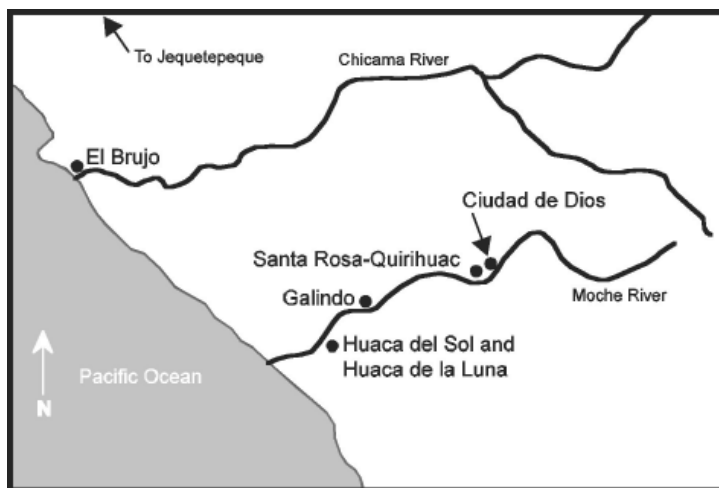 To Jequetepeque
Chicama River
El Brujo
Ciudad de Dios
Santa Rosa-Quirihuac
Galindo
Moche River
Huaca del Sol and
Huaca de la Luna
Pacific Ocean
N